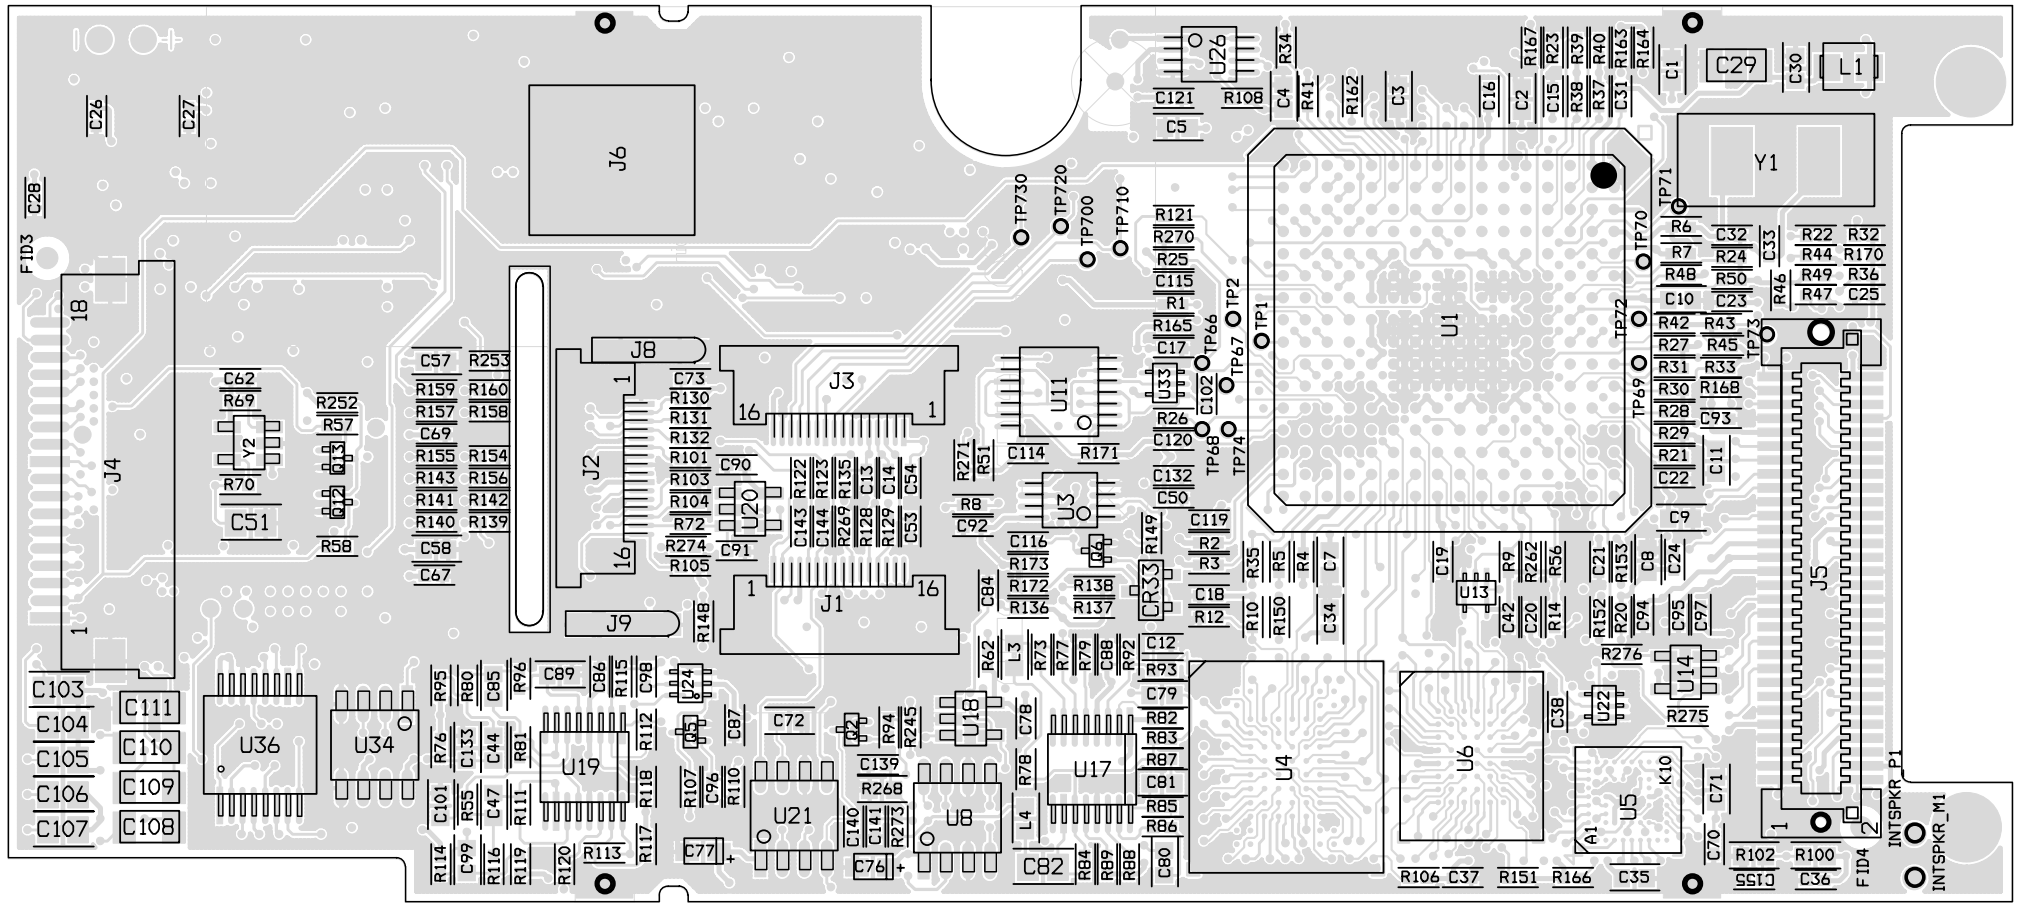 − +
C26
C27
C28
FID3
18
J4
1
J6
U26
R34
C121
R108
C4
R41
R162
C3
C16
C2
C15
R38
R37
C31
C5
R167
R23
R39
R40
R163
R164
C1
C29
C30
L1
Y1
TP71
TP70
TP730
TP720
TP700
TP710
R121
R270
R25
C115
R1
R165
C17
U33
R26
C120
C132
C50
TP2
TP1
TP66
TP67
C102
TP68
TP74
U1
R6
R7
R48
C10
C32
R24
R50
C23
C33
R46
R22
R44
R49
R47
R32
R170
R36
C25
TP72
TP69
TP73
R42
R27
R31
R30
R28
R29
R21
C22
R43
R45
R33
R168
C93
C11
C9
J5
1
2
C62
R69
Y2
R70
C51
R252
R57
Q13
Q12
R58
C57
R159
R157
C69
R155
R143
R141
R140
C58
C67
R253
R160
R158
R154
R156
R142
R139
J8
J2
1
16
J9
C73
R130
R131
R132
R101
R103
R104
R72
R274
R105
R148
C90
U20
C91
J3
16
1
R122
R123
R135
C13
C14
C54
C143
C144
R269
R128
R129
C53
1
16
J1
U11
R271
R51
C114
R171
R8
C92
U3
C116
R173
R172
R136
Q6
R138
R137
R149
CR33
C119
R2
R3
C18
R12
C84
R62
L3
R73
R77
R79
C88
R92
C12
R93
C79
R82
R83
R87
C81
R85
R86
C80
R35
R5
R4
C7
R10
R150
C34
C19
U13
R9
R262
R56
C42
C20
R14
C21
R153
C8
C24
R152
R20
C94
C95
C97
R276
U14
U22
R275
C38
U4
U6
U5
K10
A1
C71
C70
R102
C155
R100
C36
FID4
INTSPKR_P1
INTSPKR_M1
R106
C37
R151
R166
C35
C103
C104
C105
C106
C107
C111
C110
C109
C108
U36
U34
R95
R80
C85
R96
C89
C86
R115
C98
U24
R76
C133
C44
R81
U19
R112
Q5
C87
C101
R55
C47
R111
R118
R107
C96
R110
R114
C99
R116
R119
R120
R113
R117
C77 +
C72
Q2
R94
R245
U18
C78
C139
R268
U21
C140
C141
R273
U8
C76 +
R78
L4
U17
C82
R84
R89
R88